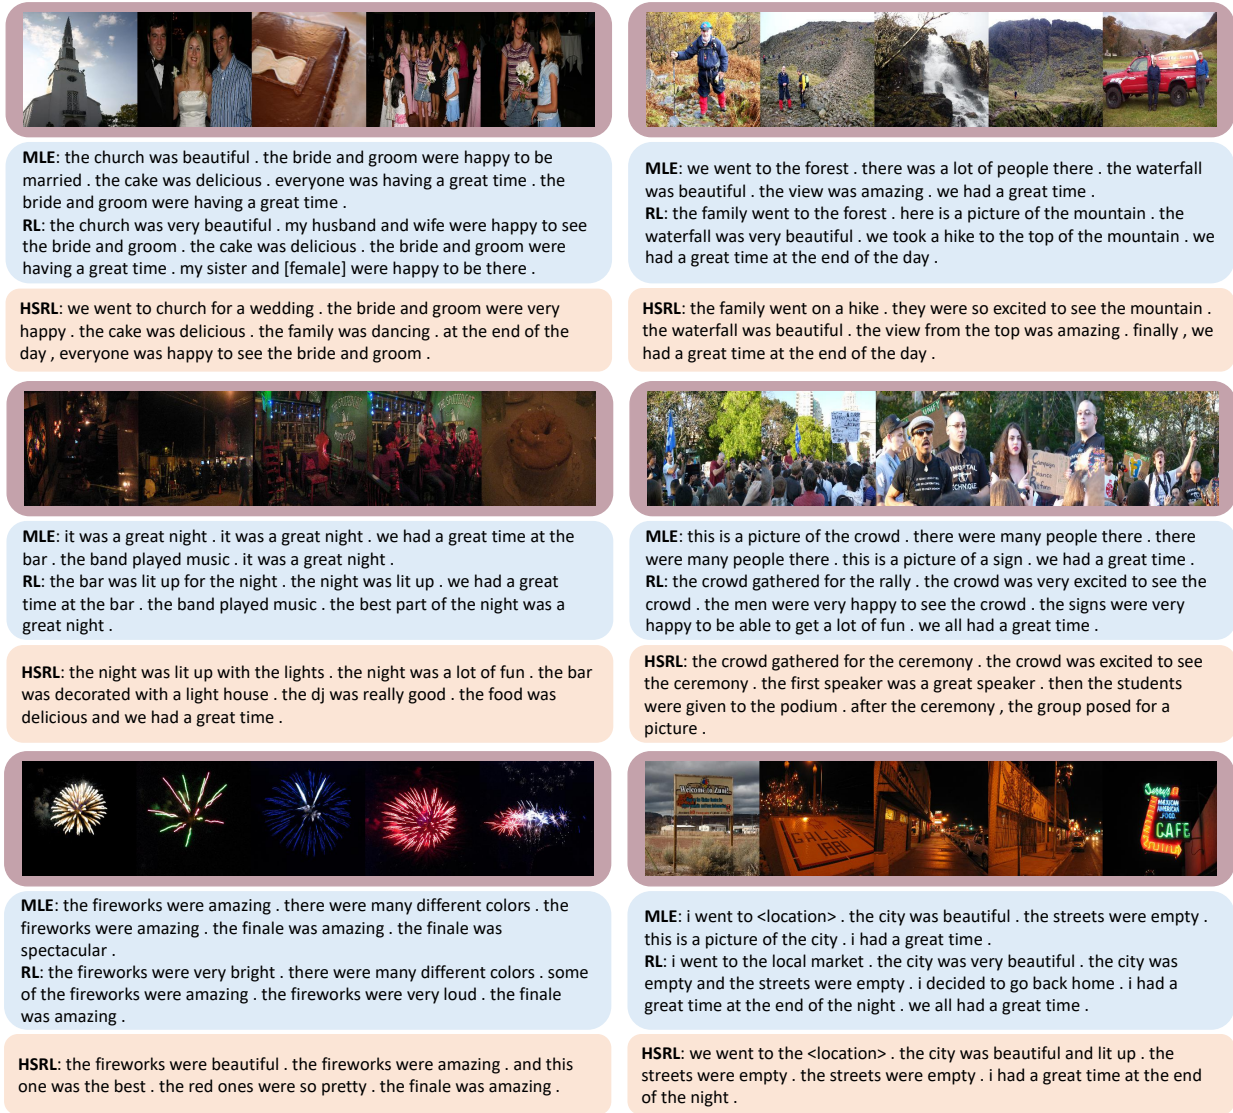 MLE: the church was beautiful . the bride and groom were happy to be
married . the cake was delicious . everyone was having a great time . the
bride and groom were having a great time .
RL: the church was very beautiful . my husband and wife were happy to see
the bride and groom . the cake was delicious . the bride and groom were
having a great time . my sister and [female] were happy to be there .
HSRL: we went to church for a wedding . the bride and groom were very
happy . the cake was delicious . the family was dancing . at the end of the
day , everyone was happy to see the bride and groom .
MLE: we went to the forest . there was a lot of people there . the waterfall
was beautiful . the view was amazing . we had a great time .
RL: the family went to the forest . here is a picture of the mountain . the
waterfall was very beautiful . we took a hike to the top of the mountain . we
had a great time at the end of the day .
HSRL: the family went on a hike . they were so excited to see the mountain .
the waterfall was beautiful . the view from the top was amazing . finally , we
had a great time at the end of the day .
MLE: it was a great night . it was a great night . we had a great time at the
bar . the band played music . it was a great night .
RL: the bar was lit up for the night . the night was lit up . we had a great
time at the bar . the band played music . the best part of the night was a
great night .
HSRL: the night was lit up with the lights . the night was a lot of fun . the bar
was decorated with a light house . the dj was really good . the food was
delicious and we had a great time .
UNIFY
MLE: this is a picture of the crowd . there were many people there . there
were many people there . this is a picture of a sign . we had a great time .
RL: the crowd gathered for the rally . the crowd was very excited to see the
crowd . the men were very happy to see the crowd . the signs were very
happy to be able to get a lot of fun . we all had a great time .
HSRL: the crowd gathered for the ceremony . the crowd was excited to see
the ceremony . the first speaker was a great speaker . then the students
were given to the podium . after the ceremony , the group posed for a
picture .
MLE: the fireworks were amazing . there were many different colors . the
fireworks were amazing . the finale was amazing . the finale was
spectacular .
RL: the fireworks were very bright . there were many different colors . some
of the fireworks were amazing . the fireworks were very loud . the finale
was amazing .
HSRL: the fireworks were beautiful . the fireworks were amazing . and this
one was the best . the red ones were so pretty . the finale was amazing .
Welcome to Zuni
GALLUP
1881
Jerry's
MEXICAN
AMERICAN
FOOD
CAFE
MLE: i went to <location> . the city was beautiful . the streets were empty .
this is a picture of the city . i had a great time .
RL: i went to the local market . the city was very beautiful . the city was
empty and the streets were empty . i decided to go back home . i had a
great time at the end of the night . we all had a great time .
HSRL: we went to the <location> . the city was beautiful and lit up . the
streets were empty . the streets were empty . i had a great time at the end
of the night .